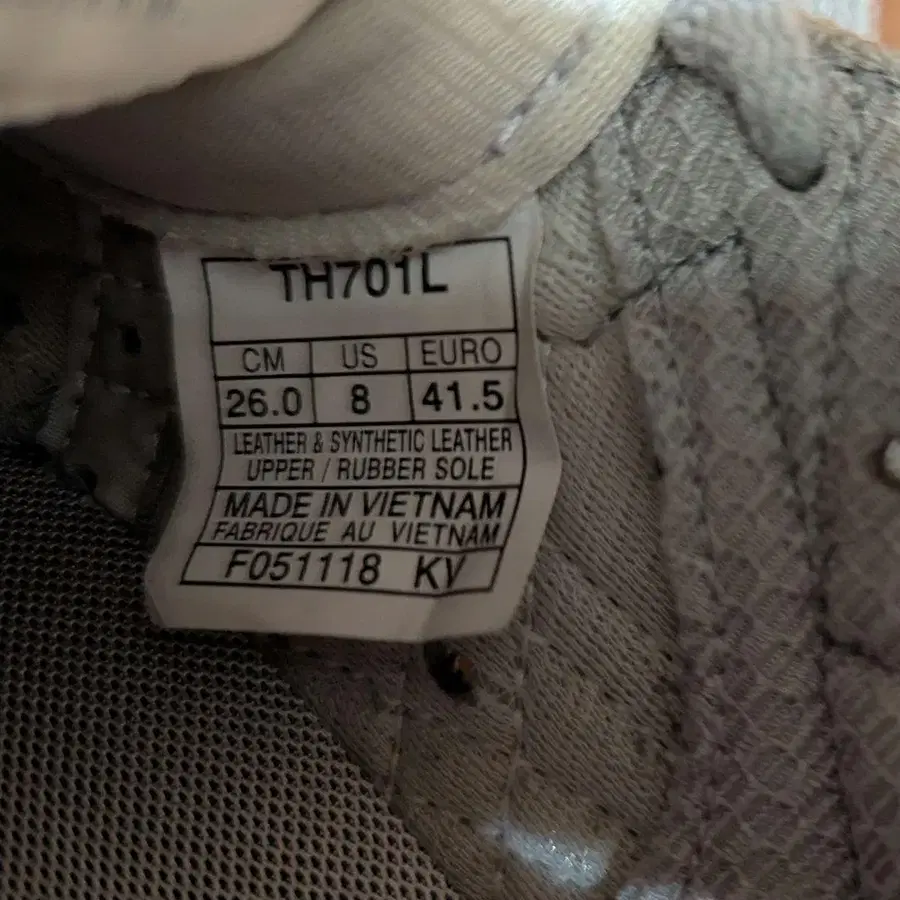 TH701L
CM US EURO
26.0 8 41.5
LEATHER & SYNTHETIC LEATHER
UPPER / RUBBER SOLE
MADE IN VIETNAM
FABRIQUE AU VIETNAM
F051118 KV